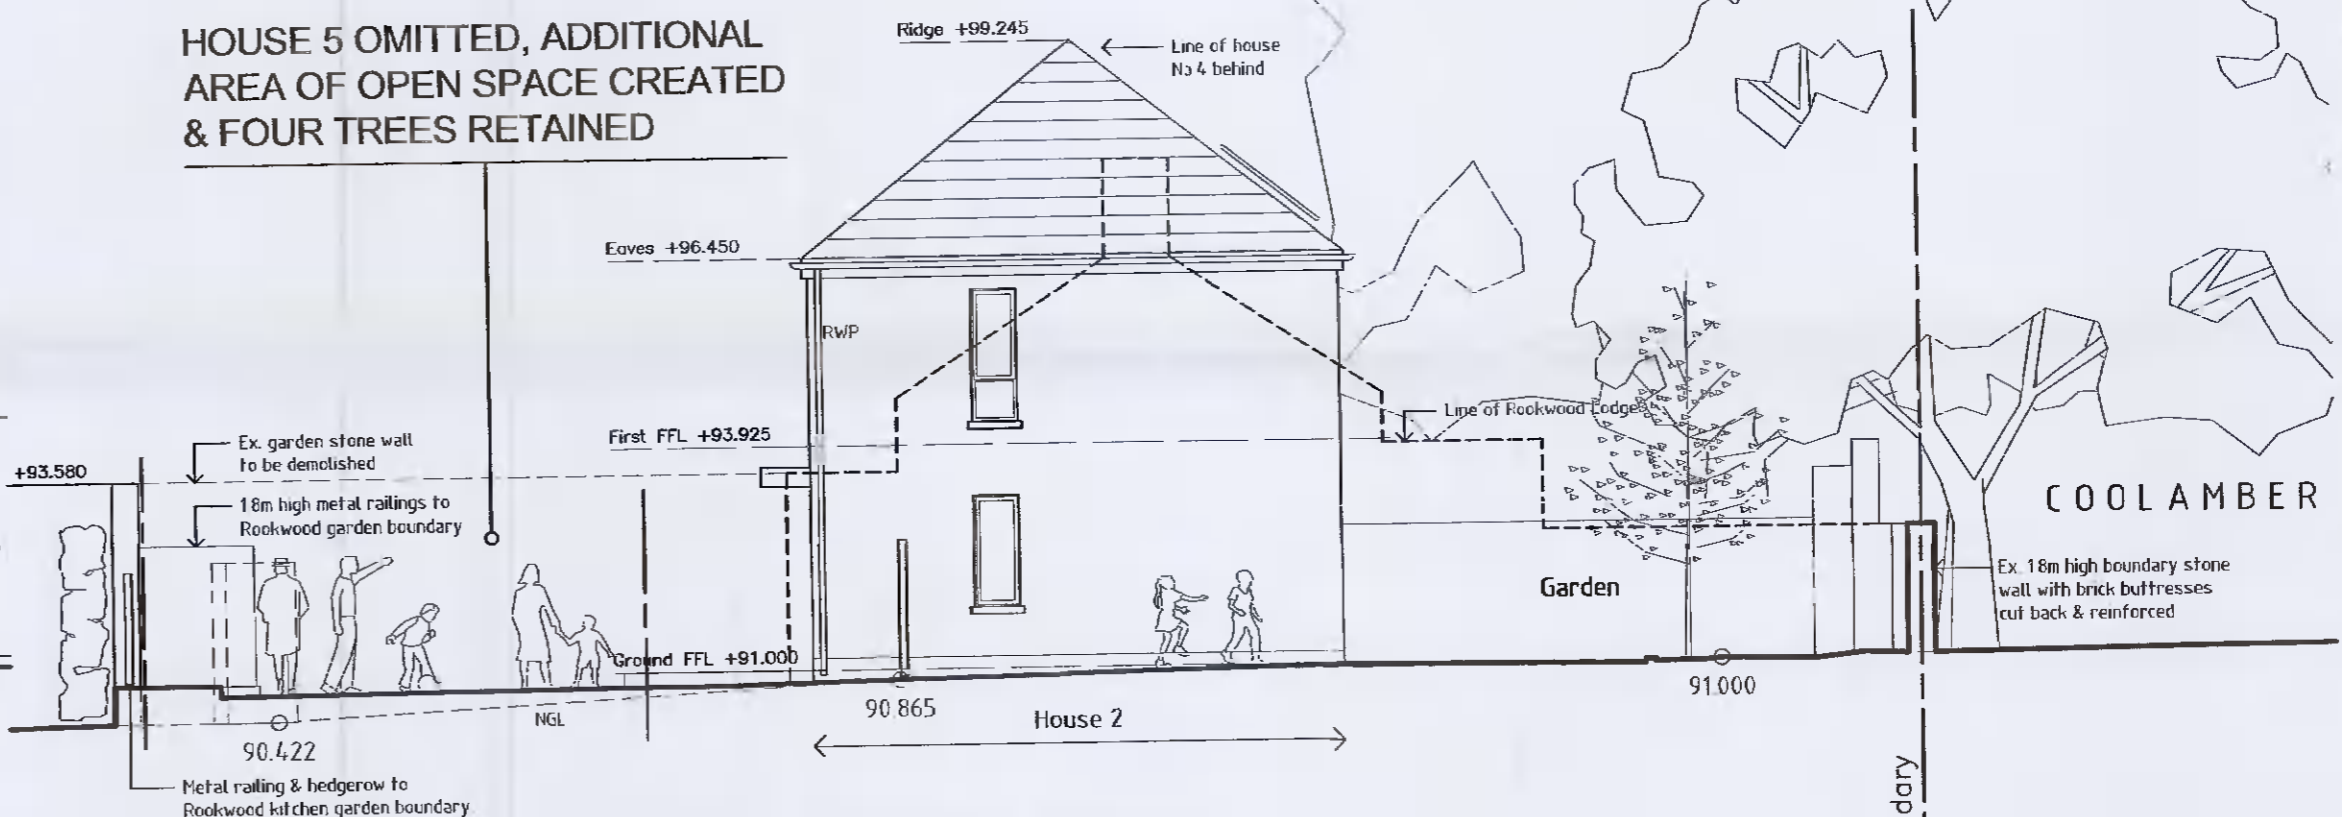 HOUSE 5 OMITTED, ADDITIONAL
AREA OF OPEN SPACE CREATED
& FOUR TREES RETAINED
Ridge +99.245
Line of house
No 4 behind
Eaves +96.450
RWP
Line of Rookwood Lodge
First FFL +93.925
Ex. garden stone wall
to be demolished
+93.580
18m high metal railings to
Rookwood garden boundary
COOLAMBER
Garden
Ex. 18m high boundary stone
wall with brick buttresses
cut back & reinforced
Ground FFL +91.000
91.000
90.865
House 2
NGL
90.422
Metal railing & hedgerow to
Rookwood kitchen garden boundary
dary